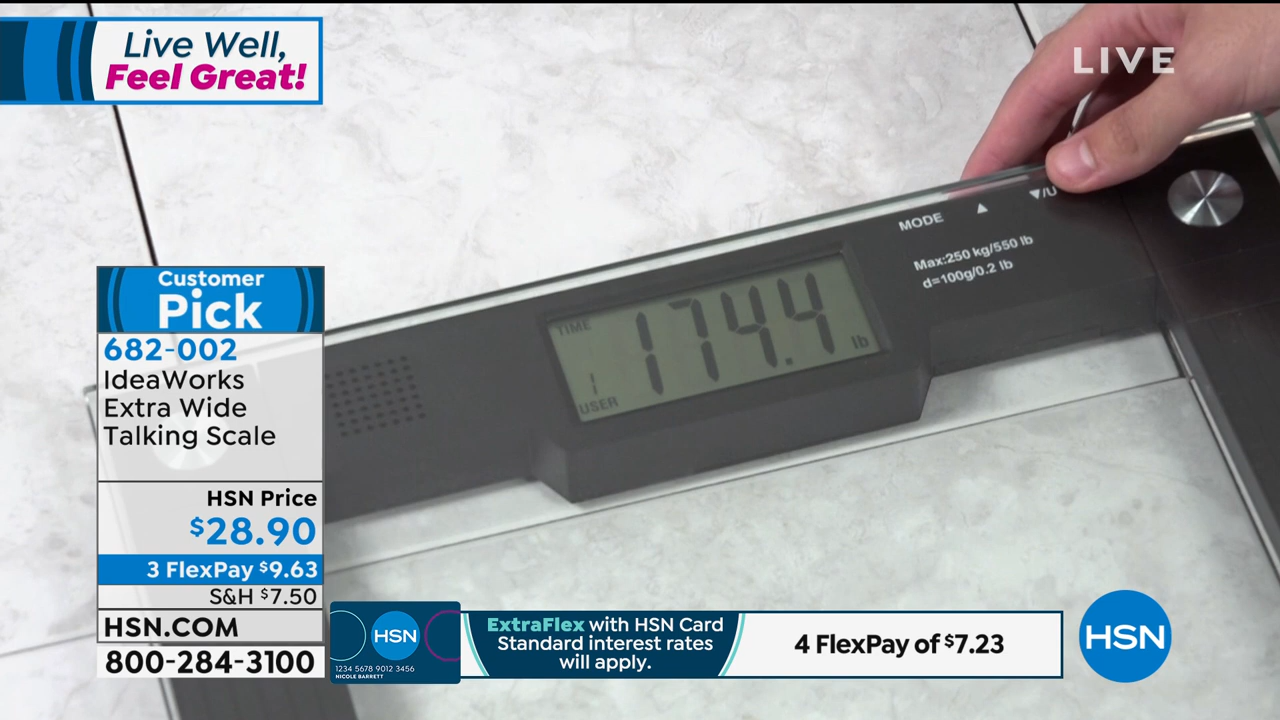 Live Well,
Feel Great!
LIVE
MODE ▲ ▼/U
Max:250 kg/550 lb
d=100g/0.2 lb
TIME
174.4 lb
1
USER
Customer
Pick
682-002
IdeaWorks
Extra Wide
Talking Scale
HSN Price
$28.90
3 FlexPay $9.63
S&H $7.50
HSN.COM
800-284-3100
HSN
1234 5678 9012 3456
NICOLE BARRETT
ExtraFlex with HSN Card
Standard interest rates
will apply.
4 FlexPay of $7.23
HSN